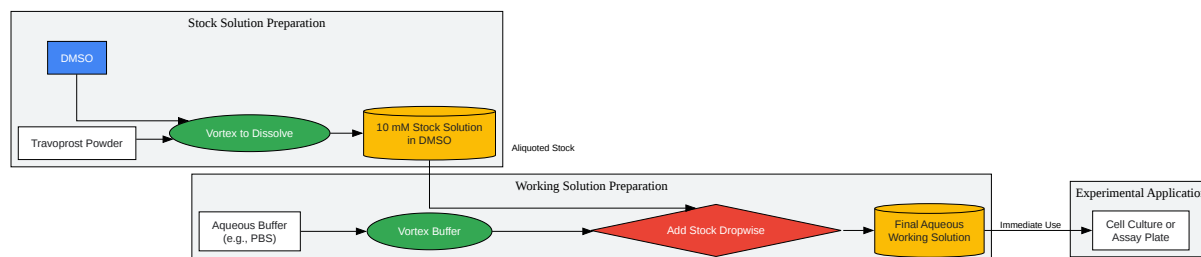 Stock Solution Preparation
DMSO
Travoprost Powder
Vortex to Dissolve
10 mM Stock Solution
in DMSO
Aliquoted Stock
Working Solution Preparation
Aqueous Buffer
(e.g., PBS)
Vortex Buffer
Add Stock Dropwise
Final Aqueous
Working Solution
Immediate Use
Experimental Application
Cell Culture or
Assay Plate